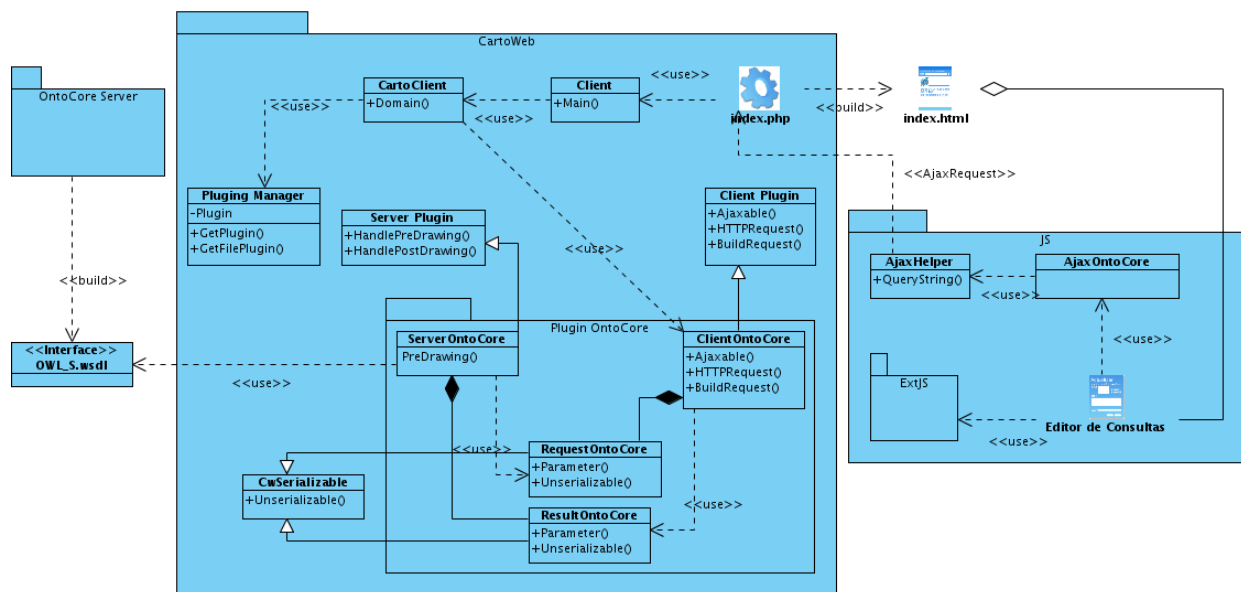 CartoWeb
OntoCore Server
CartoClient
+Domain()
<<use>>
Client
+Main()
<<use>>
<<use>>
index.php
<<build>>
index.html
<<AjaxRequest>>
Pluging Manager
-Plugin
+GetPlugin()
+GetFilePlugin()
Server Plugin
+HandlePreDrawing()
+HandlePostDrawing()
Client Plugin
+Ajaxable()
+HTTPRequest()
+BuildRequest()
<<use>>
<<build>>
JS
AjaxHelper
+QueryString()
<<use>>
AjaxOntoCore
<<use>>
ExtJS
Editor de Consultas
<<use>>
<<Interface>>
OWL_S.wsdl
<<use>>
Plugin OntoCore
ServerOntoCore
PreDrawing()
ClientOntoCore
+Ajaxable()
+HTTPRequest()
+BuildRequest()
<<use>>
RequestOntoCore
+Parameter()
+Unserializable()
CwSerializable
+Unserializable()
<<use>>
ResultOntoCore
+Parameter()
+Unserializable()